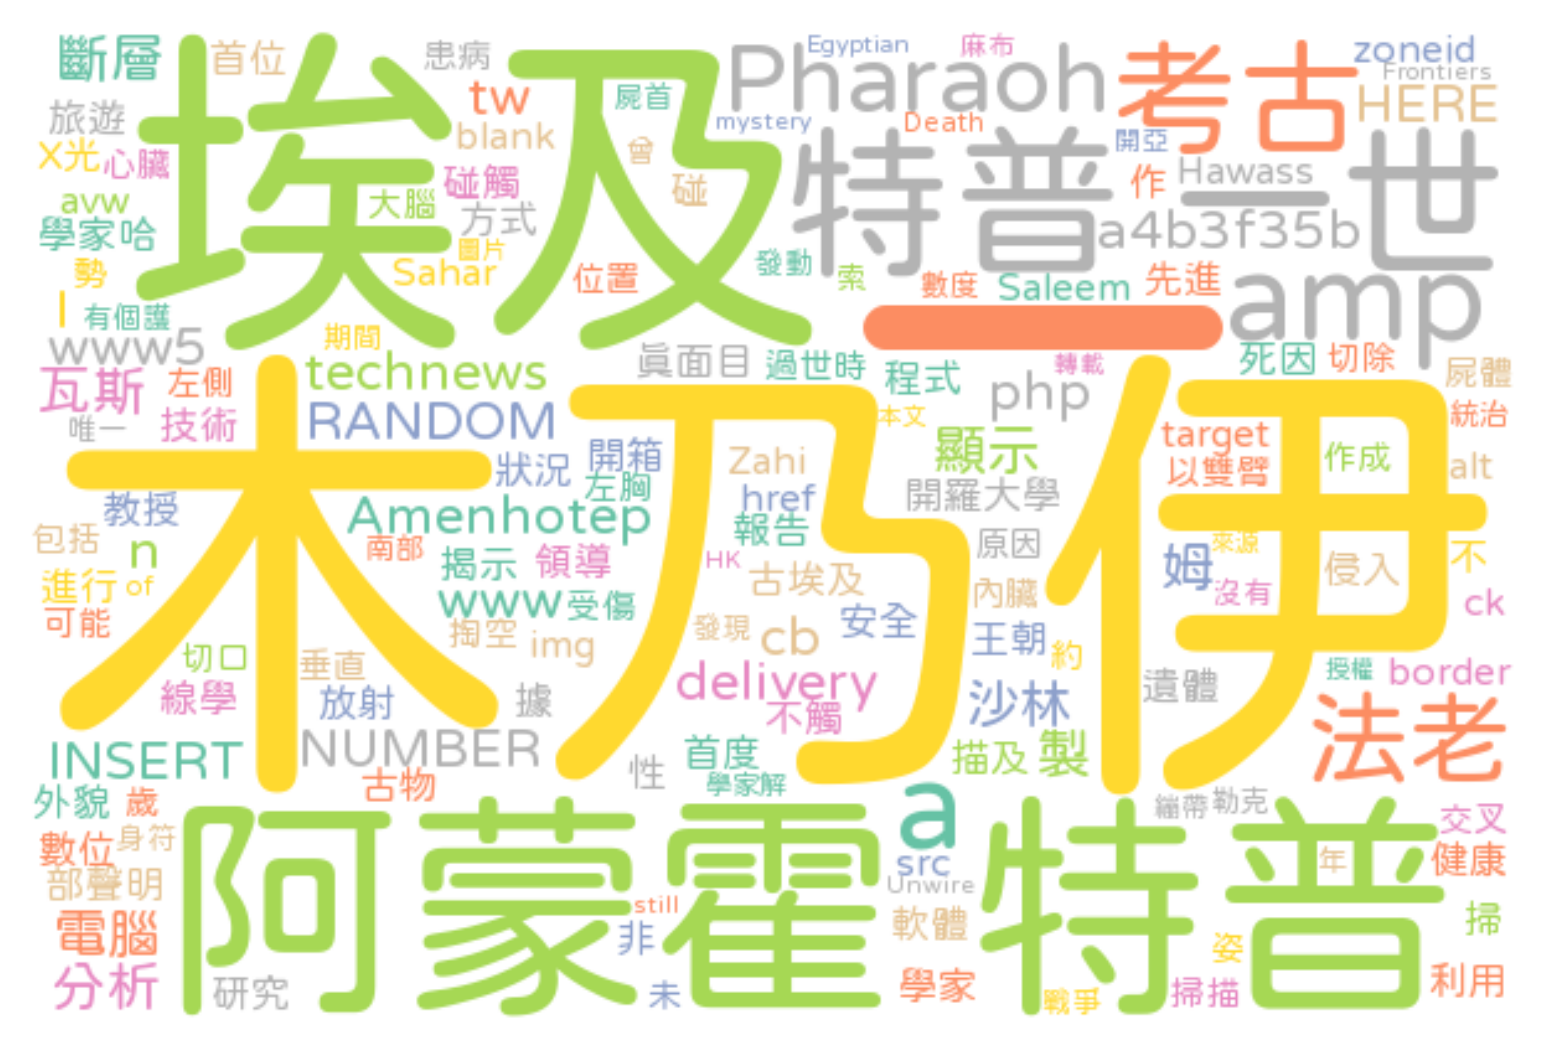 斷層 首位 患病 Egyptian 麻布 zoneid
埃及 屍首 Pharaoh 考古 Frontiers
旅遊 tw HERE
X光 心臟 blank 曾 mystery Death 開亞
碰觸 碰 特普 作 Hawass 一世
avw 大腦 方式
學家哈 圖片 a4b3f35b
勢 Sahar 位置 發動 索 數度 Saleem 先進 amp
l 有個護 期間 一
www5 technews 眞面目 過世時 程式 php 轉載 死因 切除 屍體
瓦斯 左側 木乃伊
唯一 技術 RANDOM 本文 統治
狀況 開箱 Zahi 顯示 target 作成 alt
左胸 href 開羅大學 以雙臂
教授 Amenhotep 報告
包括 n 南部 揭示 領導 HK 古埃及 原因 姆 來源 侵入 不
進行 of www 受傷 內臟 沒有
可能 掏空 img 發現 cb 安全 王朝 約 ck
切口 垂直 delivery 授權 border
線學 放射 據 不觸 沙林 遺體
INSERT NUMBER 性 首度 描及 製 法老
古物 學家解
外貌 歲 a 繃帶 勒克 交叉
數位 身符 阿蒙霍特普 src 年 健康
部聲明 Unwire
電腦 still 非 軟體 姿 掃
分析 研究 未 學家 戰爭 掃描 利用